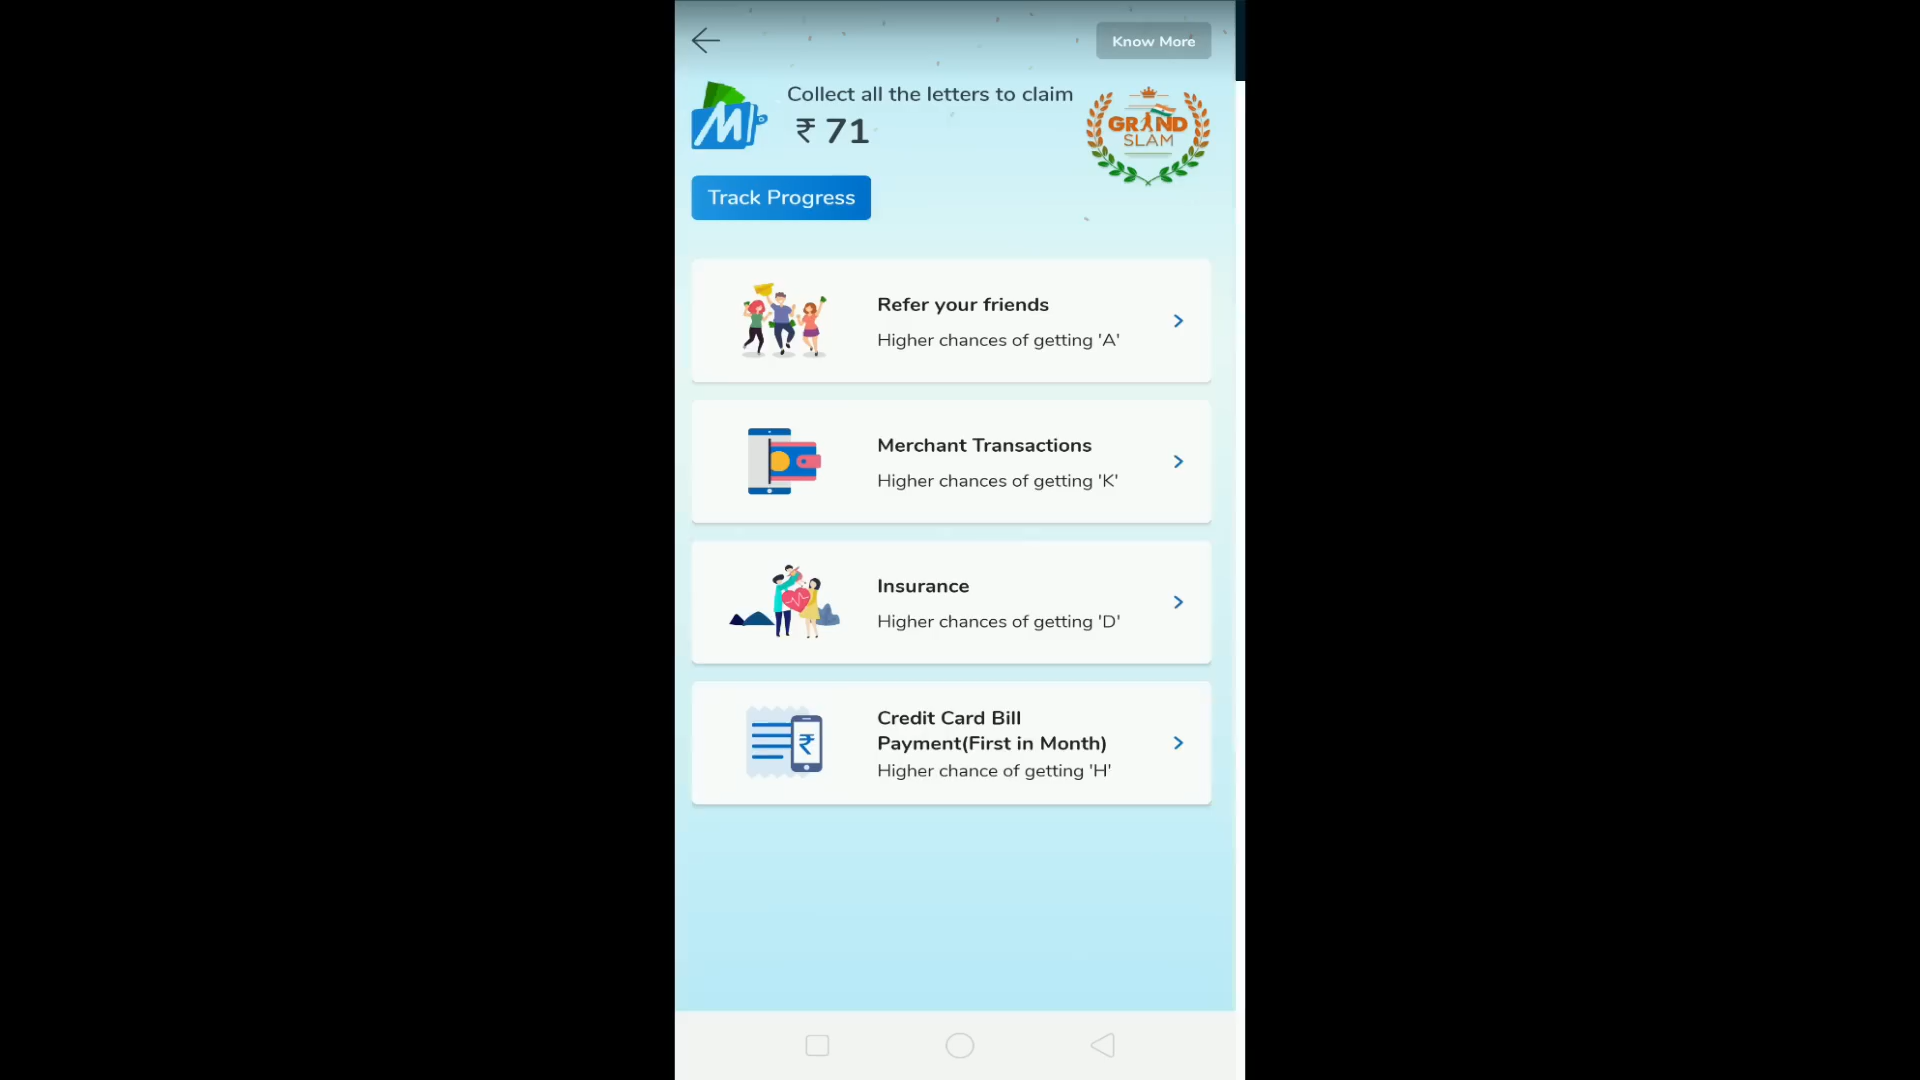 Know More
Collect all the letters to claim
₹ 71
GRAND
SLAM
Track Progress
Refer your friends
Higher chances of getting 'A'
Merchant Transactions
Higher chances of getting 'K'
Insurance
Higher chances of getting 'D'
Credit Card Bill
Payment(First in Month)
Higher chance of getting 'H'